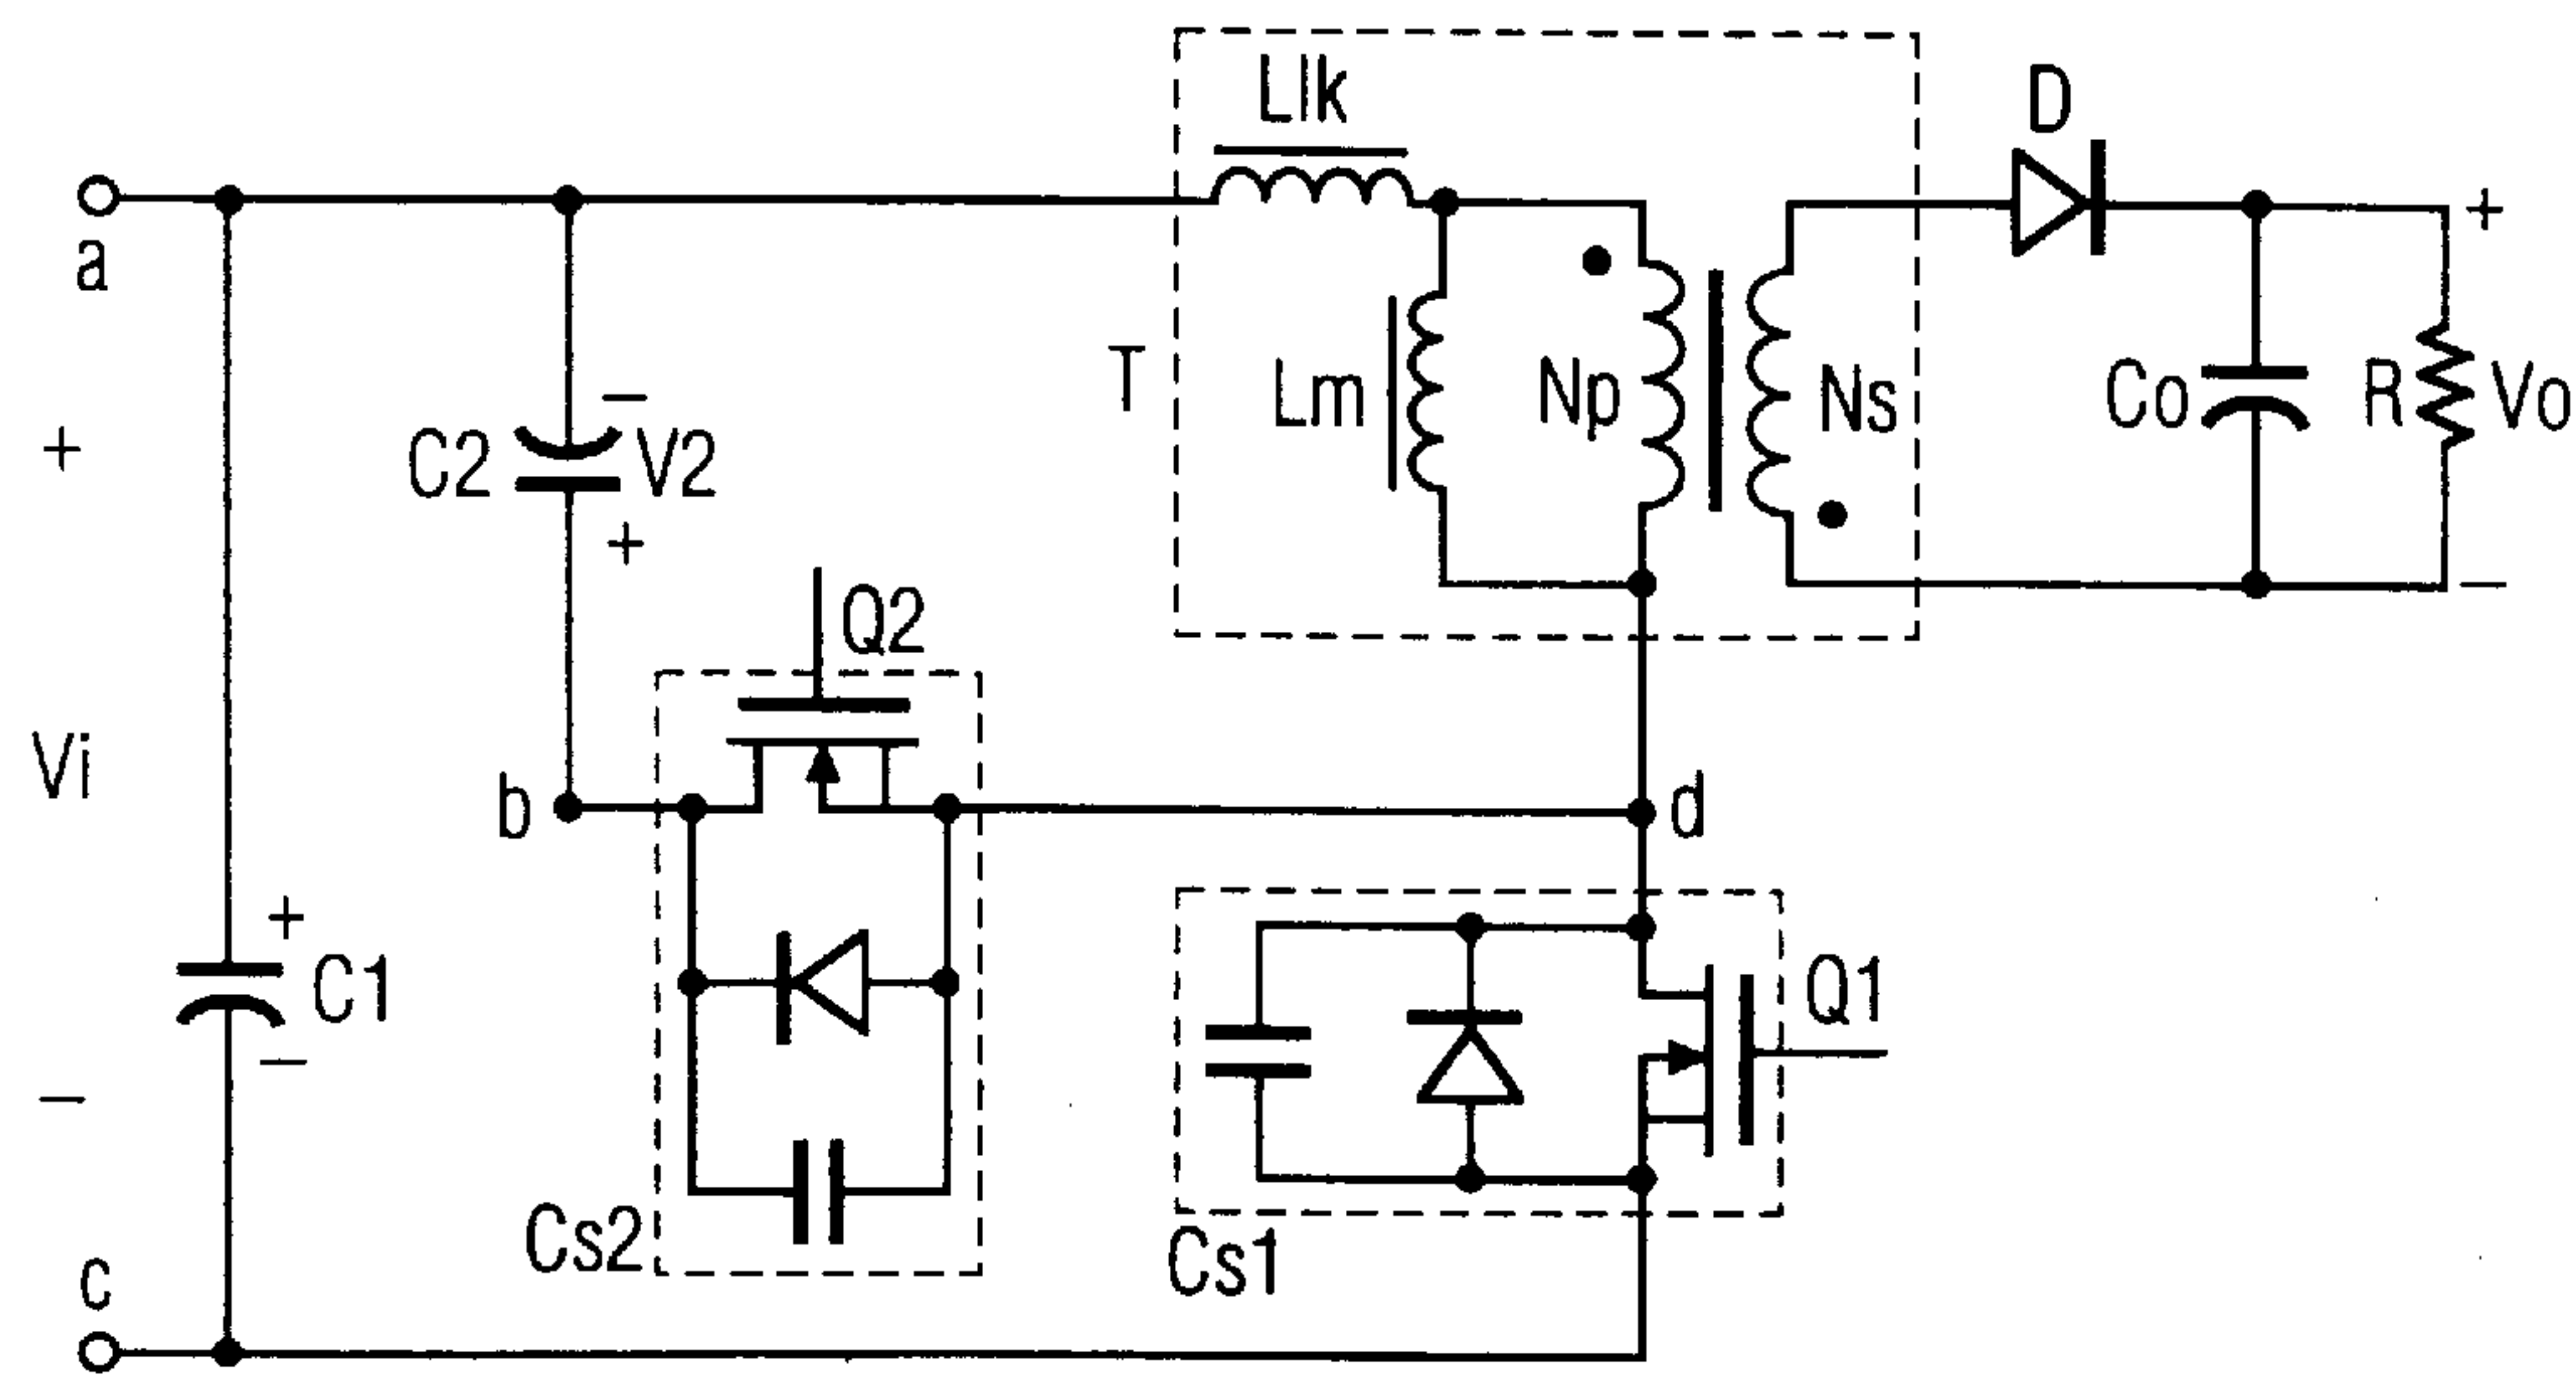 Llk
D
a
+
-
C2
V2
+
T
Lm
Np
Ns
Co
R
+
Vo
-
+
Vi
-
Q2
b
d
+
C1
-
Q1
Cs2
Cs1
c